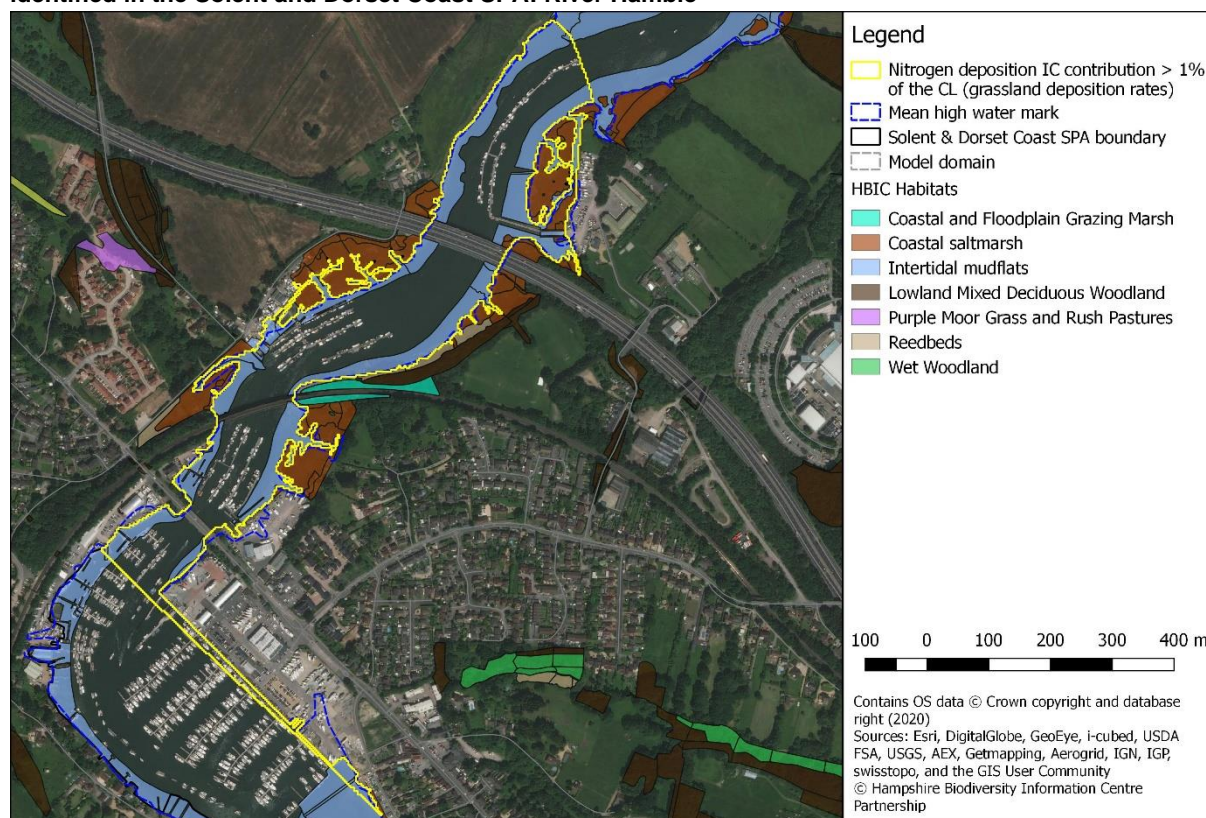 identified in the Solent and Dorset Coast SPA: River Hamble
Legend
Nitrogen deposition IC contribution > 1%
of the CL (grassland deposition rates)
Mean high water mark
Solent & Dorset Coast SPA boundary
Model domain
HBIC Habitats
Coastal and Floodplain Grazing Marsh
Coastal saltmarsh
Intertidal mudflats
Lowland Mixed Deciduous Woodland
Purple Moor Grass and Rush Pastures
Reedbeds
Wet Woodland
100 0 100 200 300 400 m
Contains OS data © Crown copyright and database
right (2020)
Sources: Esri, DigitalGlobe, GeoEye, i-cubed, USDA
FSA, USGS, AEX, Getmapping, Aerogrid, IGN, IGP,
swisstopo, and the GIS User Community
© Hampshire Biodiversity Information Centre
Partnership